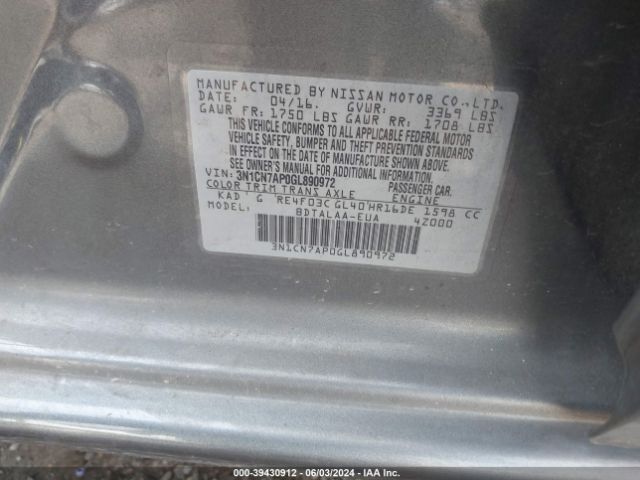 MANUFACTURED BY NISSAN MOTOR CO., LTD.
DATE: 04/16. GVWR: 3369 LBS
GAWR FR: 1750 LBS GAWR RR: 1708 LBS
THIS VEHICLE CONFORMS TO ALL APPLICABLE FEDERAL MOTOR
VEHICLE SAFETY, BUMPER AND THEFT PREVENTION STANDARDS
IN EFFECT ON THE DATE OF MANUFACTURE SHOWN ABOVE.
SEE OWNER'S MANUAL FOR ADDITIONAL INFORMATION.
VIN: 3N1CN7AP0GL890972 PASSENGER CAR.
COLOR TRIM TRANS AXLE ENGINE
KAD G RE4F03C GL40 HR16DE 1598 CC
MODEL: BDTALAA-EUA 4Z000
3N1CN7AP0GL890972
000-39430912 - 06/03/2024 - IAA, Inc.